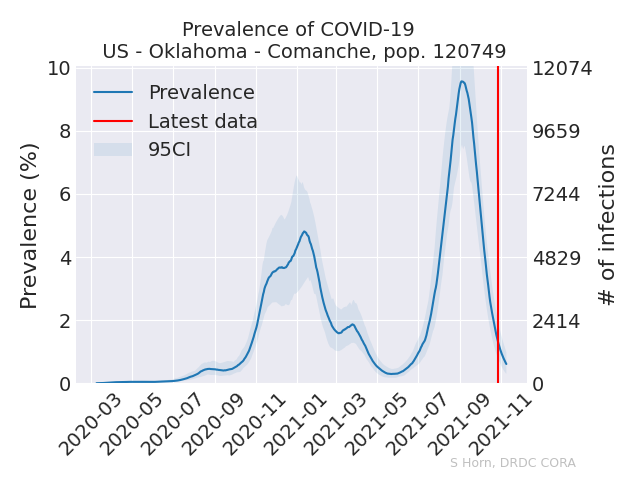 Prevalence of COVID-19
US - Oklahoma - Comanche, pop. 120749
Prevalence (%)
10
8
6
4
2
0
Prevalence
Latest data
95CI
12074
9659
7244
4829
2414
0
# of infections
2020-03
2020-05
2020-07
2020-09
2020-11
2021-01
2021-03
2021-05
2021-07
2021-09
2021-11
S Horn, DRDC CORA